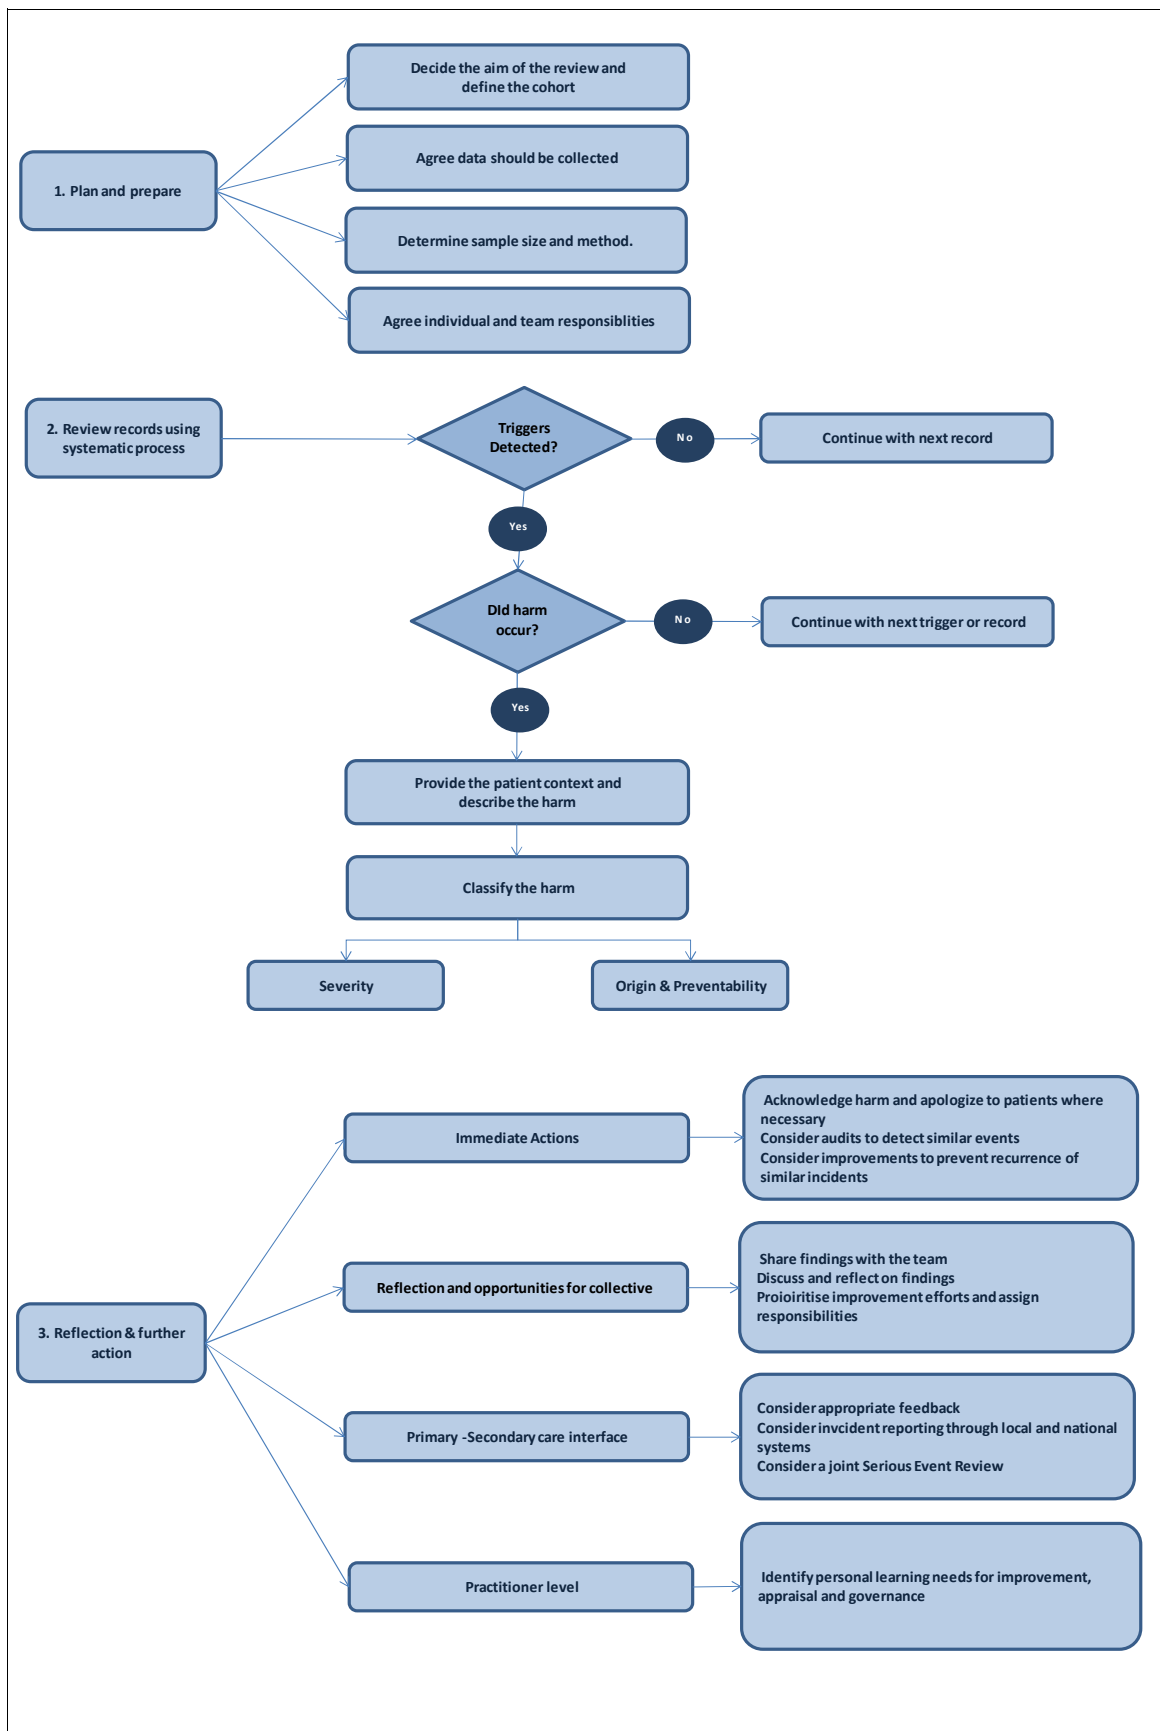 Decide the aim of the review and
define the cohort
Agree data should be collected
1. Plan and prepare
Determine sample size and method.
Agree individual and team responsiblities
2. Review records using
systematic process
Triggers
Detected?
No
Continue with next record
Yes
DId harm
occur?
No
Continue with next trigger or record
Yes
Provide the patient context and
describe the harm
Classify the harm
Severity
Origin & Preventability
3. Reflection & further
action
Immediate Actions
Acknowledge harm and apologize to patients where
necessary
Consider audits to detect similar events
Consider improvements to prevent recurrence of
similar incidents
Reflection and opportunities for collective
Share findings with the team
Discuss and reflect on findings
Proioiritise improvement efforts and assign
responsibilities
Primary -Secondary care interface
Consider appropriate feedback
Consider invcident reporting through local and national
systems
Consider a joint Serious Event Review
Practitioner level
Identify personal learning needs for improvement,
appraisal and governance